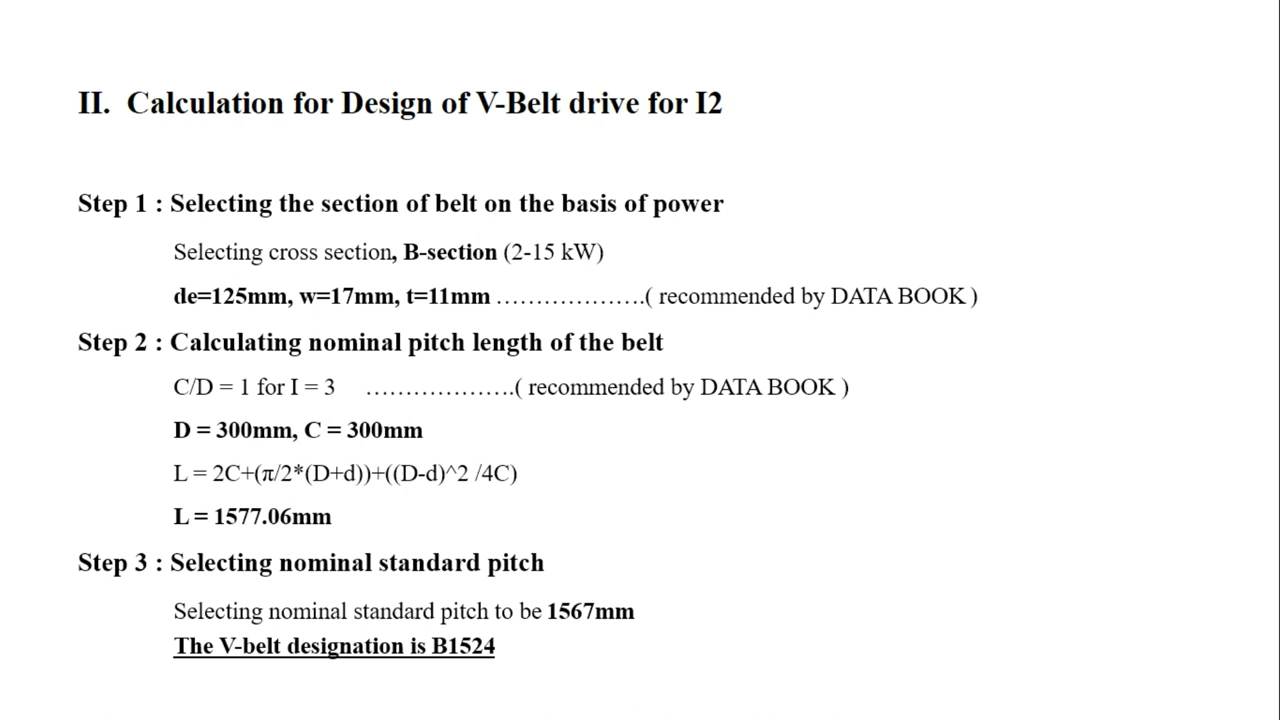 II. Calculation for Design of V-Belt drive for I2
Step 1 : Selecting the section of belt on the basis of power
Selecting cross section, B-section (2-15 kW)
de=125mm, w=17mm, t=11mm ……………….( recommended by DATA BOOK )
Step 2 : Calculating nominal pitch length of the belt
C/D = 1 for I = 3 ……………….( recommended by DATA BOOK )
D = 300mm, C = 300mm
L = 2C+(π/2*(D+d))+((D-d)^2 /4C)
L = 1577.06mm
Step 3 : Selecting nominal standard pitch
Selecting nominal standard pitch to be 1567mm
The V-belt designation is B1524